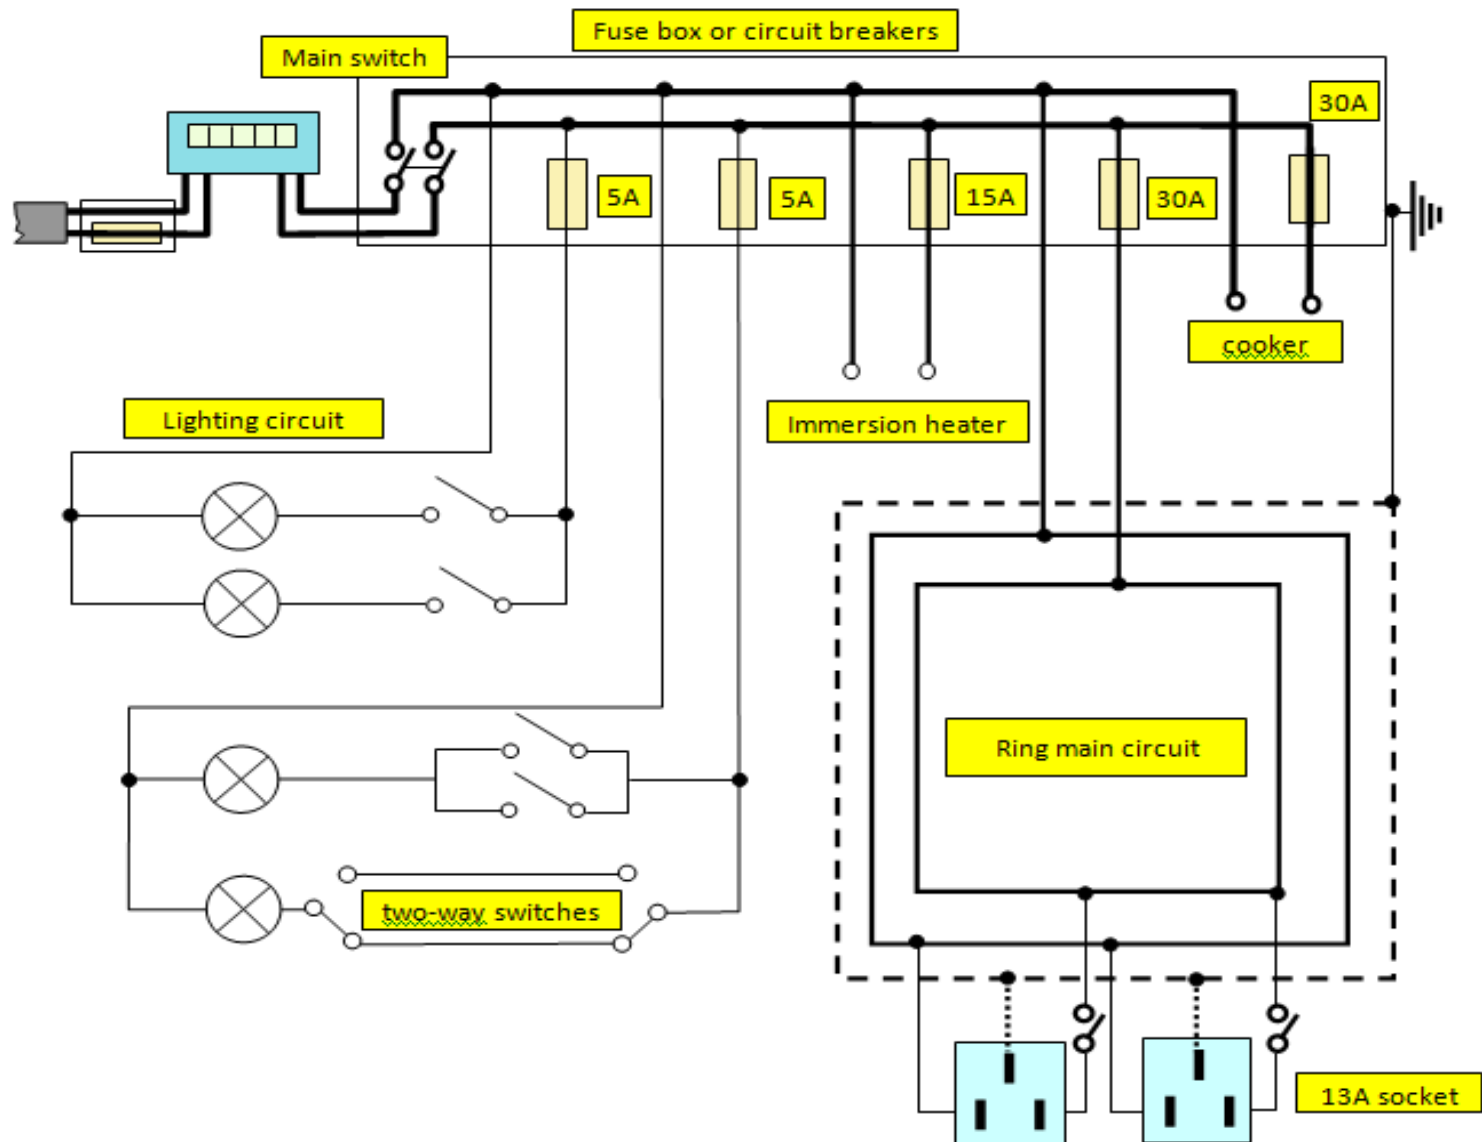 Fuse box or circuit breakers
Main switch
30A
5A
5A
15A
30A
cooker
Lighting circuit
Immersion heater
Ring main circuit
two-way switches
13A socket